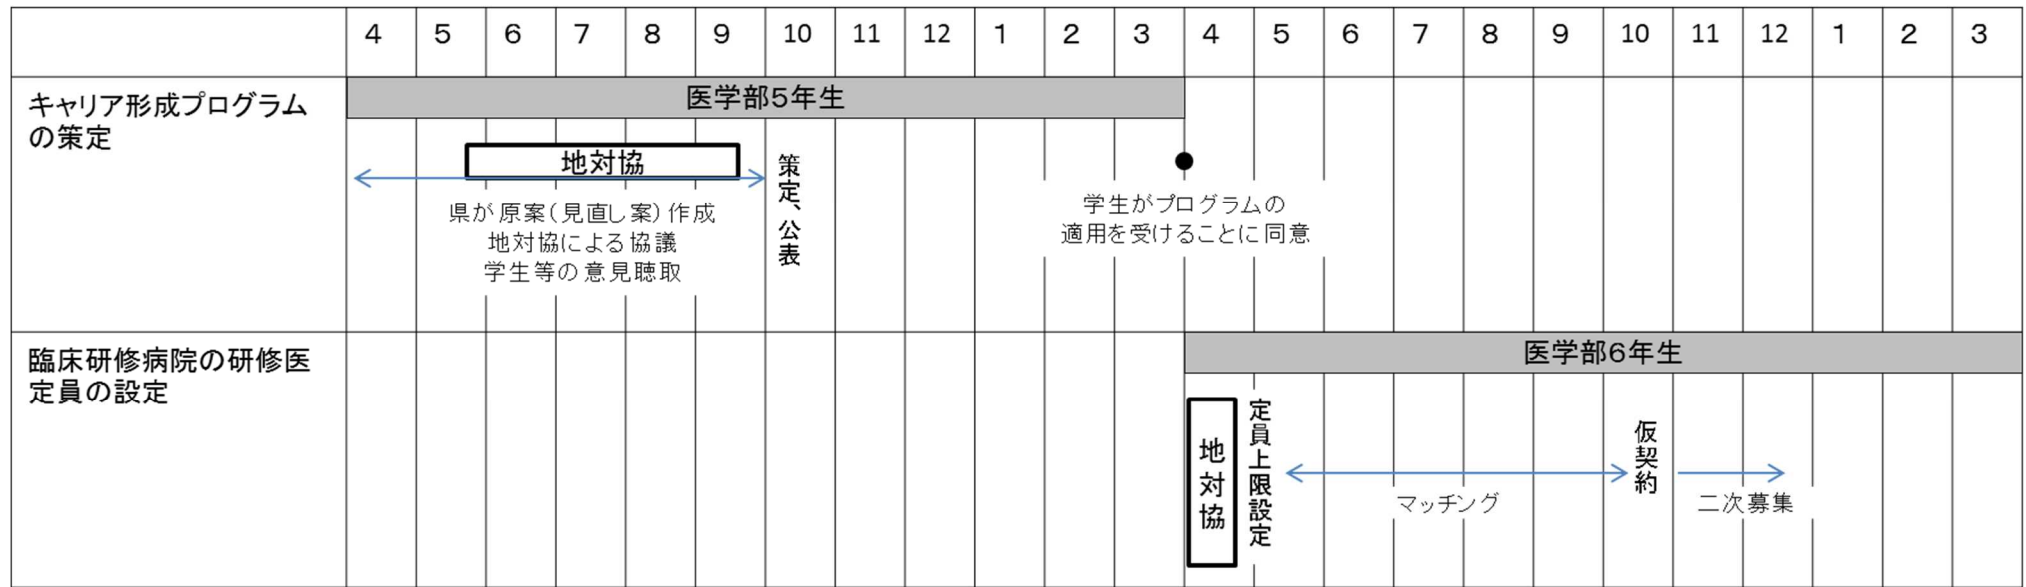 4 5 6 7 8 9 10 11 12 1 2 3 4 5 6 7 8 9 10 11 12 1 2 3
キャリア形成プログラム
の策定
医学部5年生
地対協
県が原案(見直し案)作成
地対協による協議
学生等の意見聴取
策定、公表
学生がプログラムの
適用を受けることに同意
臨床研修病院の研修医
定員の設定
医学部6年生
地対協
定員上限設定
マッチング
仮契約
二次募集